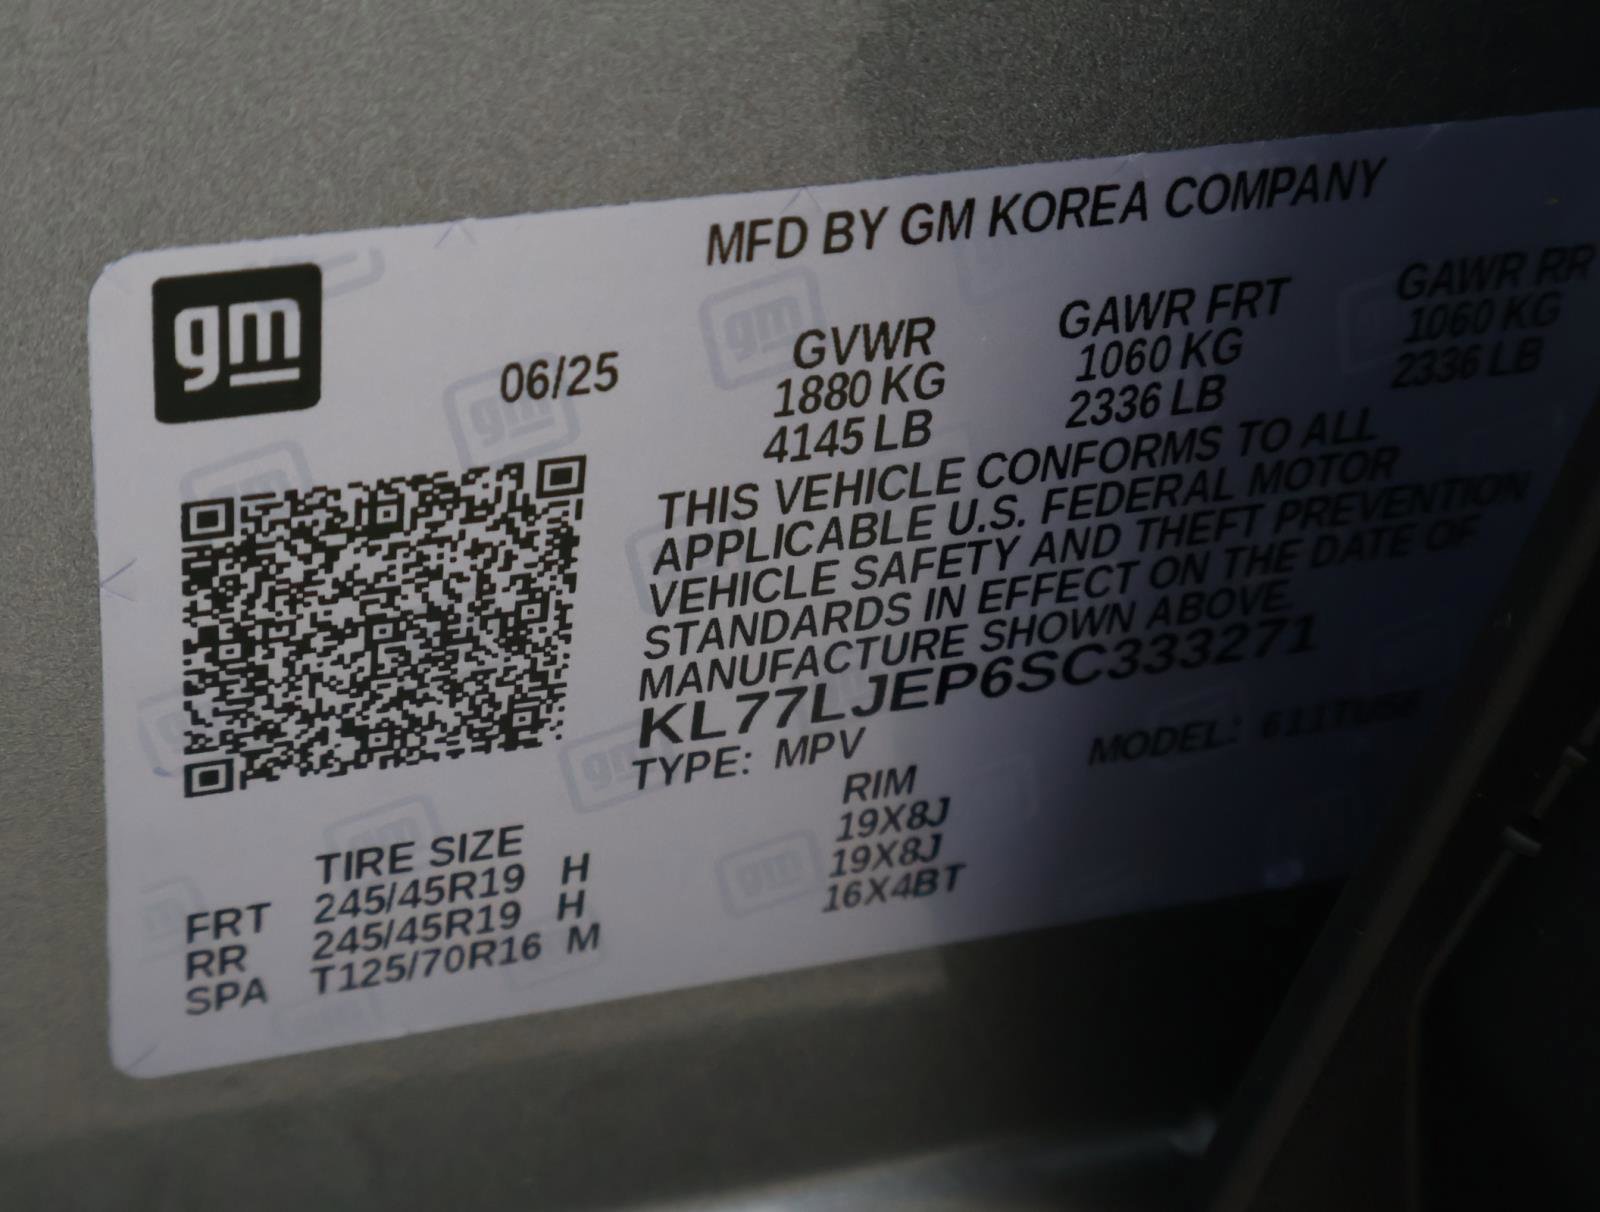 gm
MFD BY GM KOREA COMPANY
06/25
GVWR GAWR FRT GAWR RR
1880 KG 1060 KG 1060 KG
4145 LB 2336 LB 2336 LB
THIS VEHICLE CONFORMS TO ALL
APPLICABLE U.S. FEDERAL MOTOR
VEHICLE SAFETY AND THEFT PREVENTION
STANDARDS IN EFFECT ON THE DATE OF
MANUFACTURE SHOWN ABOVE
KL77LJEP6SC333271
TYPE: MPV MODEL:
TIRE SIZE RIM
FRT 245/45R19 H 19X8J
RR 245/45R19 H 19X8J
SPA T125/70R16 M 16X4BT